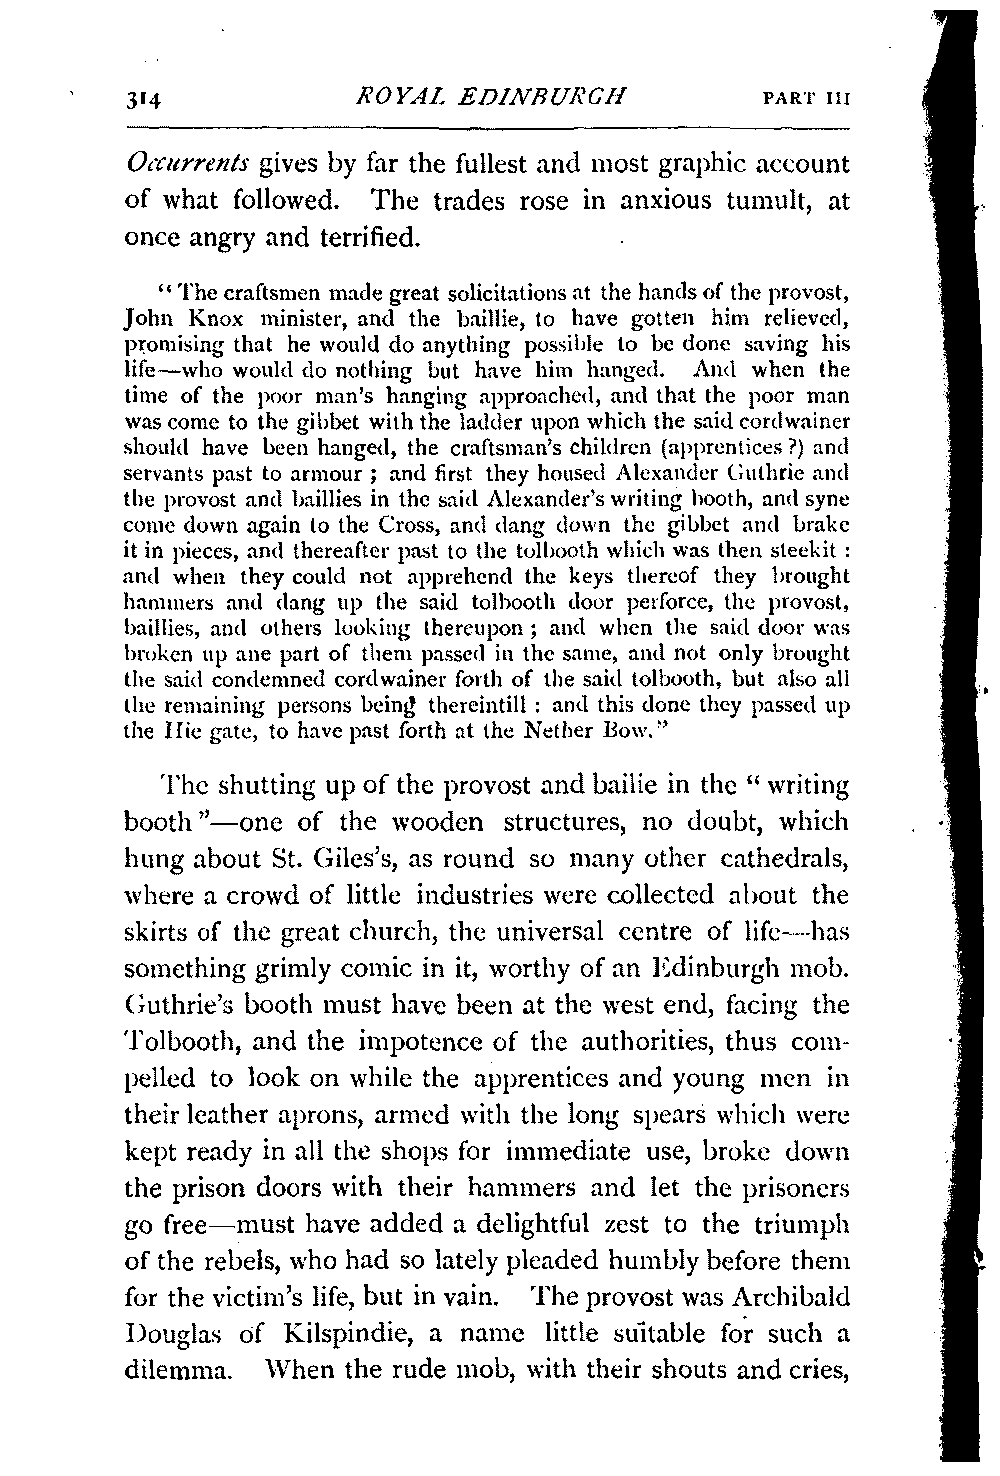 314 ROYAL EDINBURGH PART III
Occurrents gives by far the fullest and most graphic account
of what followed. The trades rose in anxious tumult, at
once angry and terrified.
“The craftsmen made great solicitations at the hands of the provost,
John Knox minister, and the baillie, to have gotten him relieved,
promising that he would do anything possible to be done saving his
life—who would do nothing but have him hanged. And when the
time of the poor man's hanging approached, and that the poor man
was come to the gibbet with the ladder upon which the said cordwainer
should have been hanged, the craftsman's children (apprentices?) and
servants past to armour; and first they housed Alexander Guthrie and
the provost and baillies in the said Alexander's writing booth, and syne
come down again to the Cross, and dang down the gibbet and brake
it in pieces, and thereafter past to the tolbooth which was then steekit:
and when they could not apprehend the keys thereof they brought
hammers and dang up the said tolbooth door perforce, the provost,
baillies, and others looking thereupon; and when the said door was
broken up ane part of them passed in the same, and not only brought
the said condemned cordwainer forth of the said tolbooth, but also all
the remaining persons being thereintill: and this done they passed up
the Hie gate, to have past forth at the Nether Bow.”
The shutting up of the provost and bailie in the “writing
booth”—one of the wooden structures, no doubt, which
hung about St. Giles's, as round so many other cathedrals,
where a crowd of little industries were collected about the
skirts of the great church, the universal centre of life—has
something grimly comic in it, worthy of an Edinburgh mob.
Guthrie's booth must have been at the west end, facing the
Tolbooth, and the impotence of the authorities, thus com-
pelled to look on while the apprentices and young men in
their leather aprons, armed with the long spears which were
kept ready in all the shops for immediate use, broke down
the prison doors with their hammers and let the prisoners
go free—must have added a delightful zest to the triumph
of the rebels, who had so lately pleaded humbly before them
for the victim's life, but in vain. The provost was Archibald
Douglas of Kilspindie, a name little suitable for such a
dilemma. When the rude mob, with their shouts and cries,